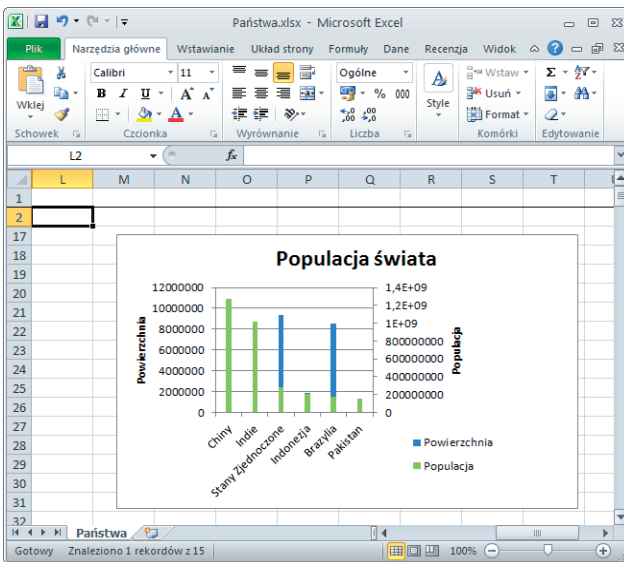 Państwa.xlsx - Microsoft Excel
Plik Narzędzia główne Wstawianie Układ strony Formuły Dane Recenzja Widok
Wklej
Schowek
Calibri 11
B I U A A
A
Czcionka
Wyrównanie
Ogólne
% 000
Liczba
Style
Wstaw
Usuń
Format
Komórki
Edytowanie
L2 fx
L M N O P Q R S T
1
2
17
18
19
20
21
22
23
24
25
26
27
28
29
30
31
32
Populacja świata
Powierzchnia
12000000
10000000
8000000
6000000
4000000
2000000
0
1,4E+09
1,2E+09
1E+09
800000000
600000000
400000000
200000000
0
Populacja
Chiny
Indie
Stany Zjednoczone
Indonezja
Brazylia
Pakistan
Powierzchnia
Populacja
Państwa
Gotowy Znaleziono 1 rekordów z 15 100%